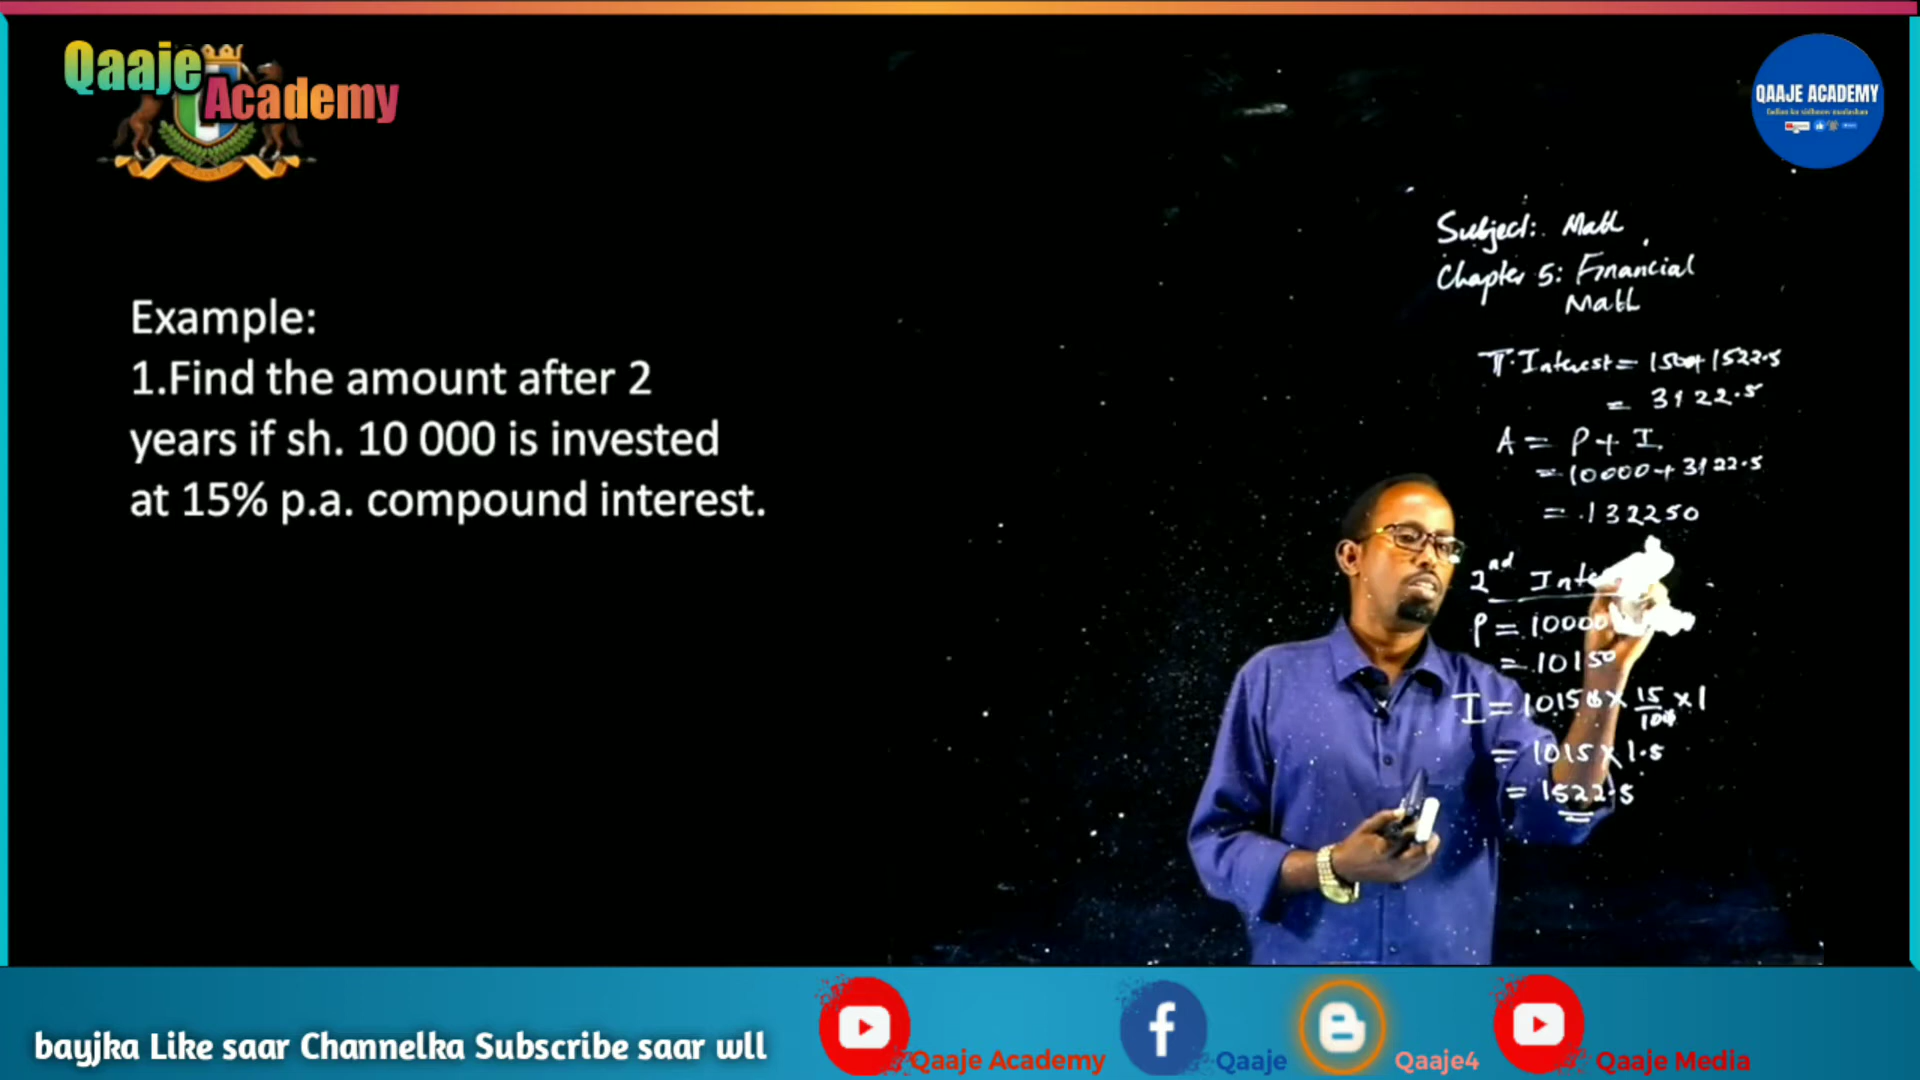 Qaaje
Academy
QAAJE ACADEMY
Example:
1.Find the amount after 2
years if sh. 10 000 is invested
at 15% p.a. compound interest.
Subject: Math
Chapter 5: Financial
Math
T.Interest = 1500+1522.5
= 3122.5
A = P + I
= 10000 + 3122.5
= 132250
2nd
P = 10000
= 10150
I = 10150 × 15/100 × 1
= 1015 × 1.5
= 1522.5
bayjka Like saar Channelka Subscribe saar wll
Qaaje Academy
Qaaje
Qaaje4
Qaaje Media